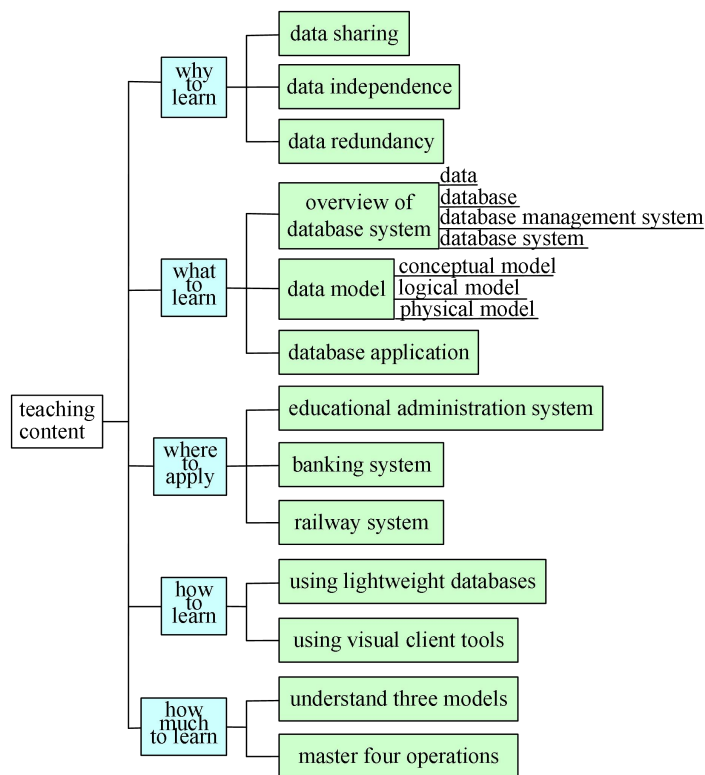 teaching
content
why
to
learn
data sharing
data independence
data redundancy
what
to
learn
overview of
database system
data
database
database management system
database system
data model
conceptual model
logical model
physical model
database application
where
to
apply
educational administration system
banking system
railway system
how
to
learn
using lightweight databases
using visual client tools
how
much
to learn
understand three models
master four operations